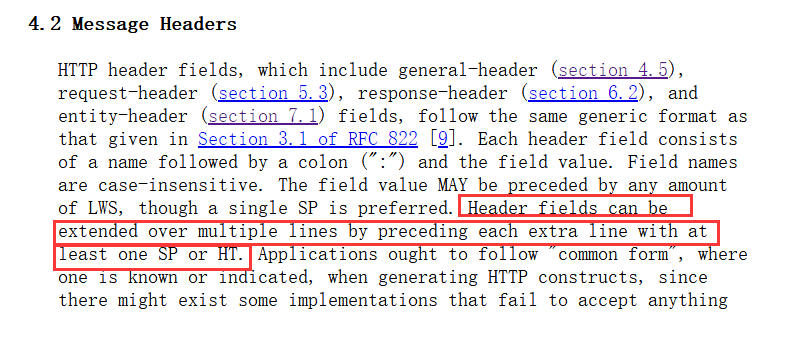 4.2 Message Headers
HTTP header fields, which include general-header (section 4.5),
request-header (section 5.3), response-header (section 6.2), and
entity-header (section 7.1) fields, follow the same generic format as
that given in Section 3.1 of RFC 822 [9]. Each header field consists
of a name followed by a colon (":") and the field value. Field names
are case-insensitive. The field value MAY be preceded by any amount
of LWS, though a single SP is preferred. Header fields can be
extended over multiple lines by preceding each extra line with at
least one SP or HT. Applications ought to follow "common form", where
one is known or indicated, when generating HTTP constructs, since
there might exist some implementations that fail to accept anything